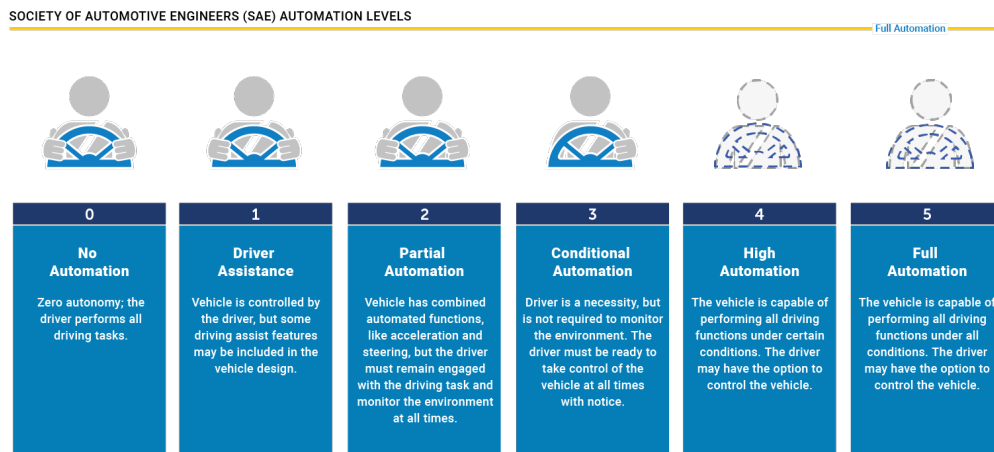 SOCIETY OF AUTOMOTIVE ENGINEERS (SAE) AUTOMATION LEVELS
Full Automation
0
No
Automation
Zero autonomy; the
driver performs all
driving tasks.
1
Driver
Assistance
Vehicle is controlled by
the driver, but some
driving assist features
may be included in the
vehicle design.
2
Partial
Automation
Vehicle has combined
automated functions,
like acceleration and
steering, but the driver
must remain engaged
with the driving task and
monitor the environment
at all times.
3
Conditional
Automation
Driver is a necessity, but
is not required to monitor
the environment. The
driver must be ready to
take control of the
vehicle at all times
with notice.
4
High
Automation
The vehicle is capable of
performing all driving
functions under certain
conditions. The driver
may have the option to
control the vehicle.
5
Full
Automation
The vehicle is capable of
performing all driving
functions under all
conditions. The driver
may have the option to
control the vehicle.